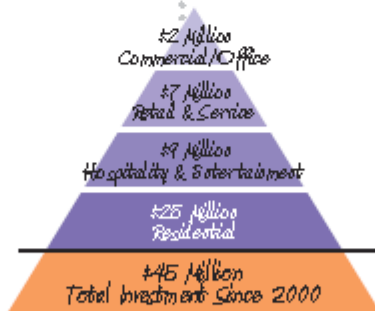 $2 Million
Commercial/Office
$7 Million
Retail & Service
$9 Million
Hospitality & Entertainment
$25 Million
Residential
$45 Million
Total Investment Since 2000